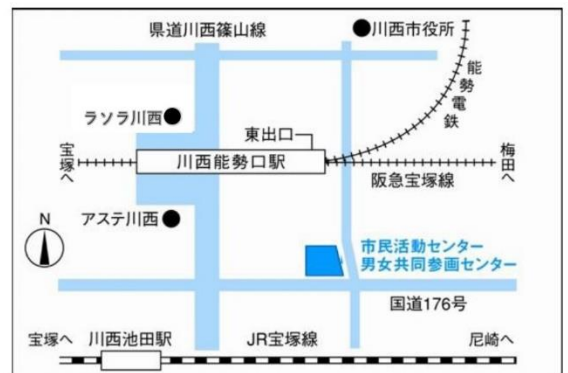 県道川西篠山線
川西市役所
能勢電鉄
ラソラ川西
東出口
宝塚へ
川西能勢口駅
梅田へ
阪急宝塚線
アステ川西
N
市民活動センター
男女共同参画センター
国道176号
宝塚へ
川西池田駅
JR宝塚線
尼崎へ